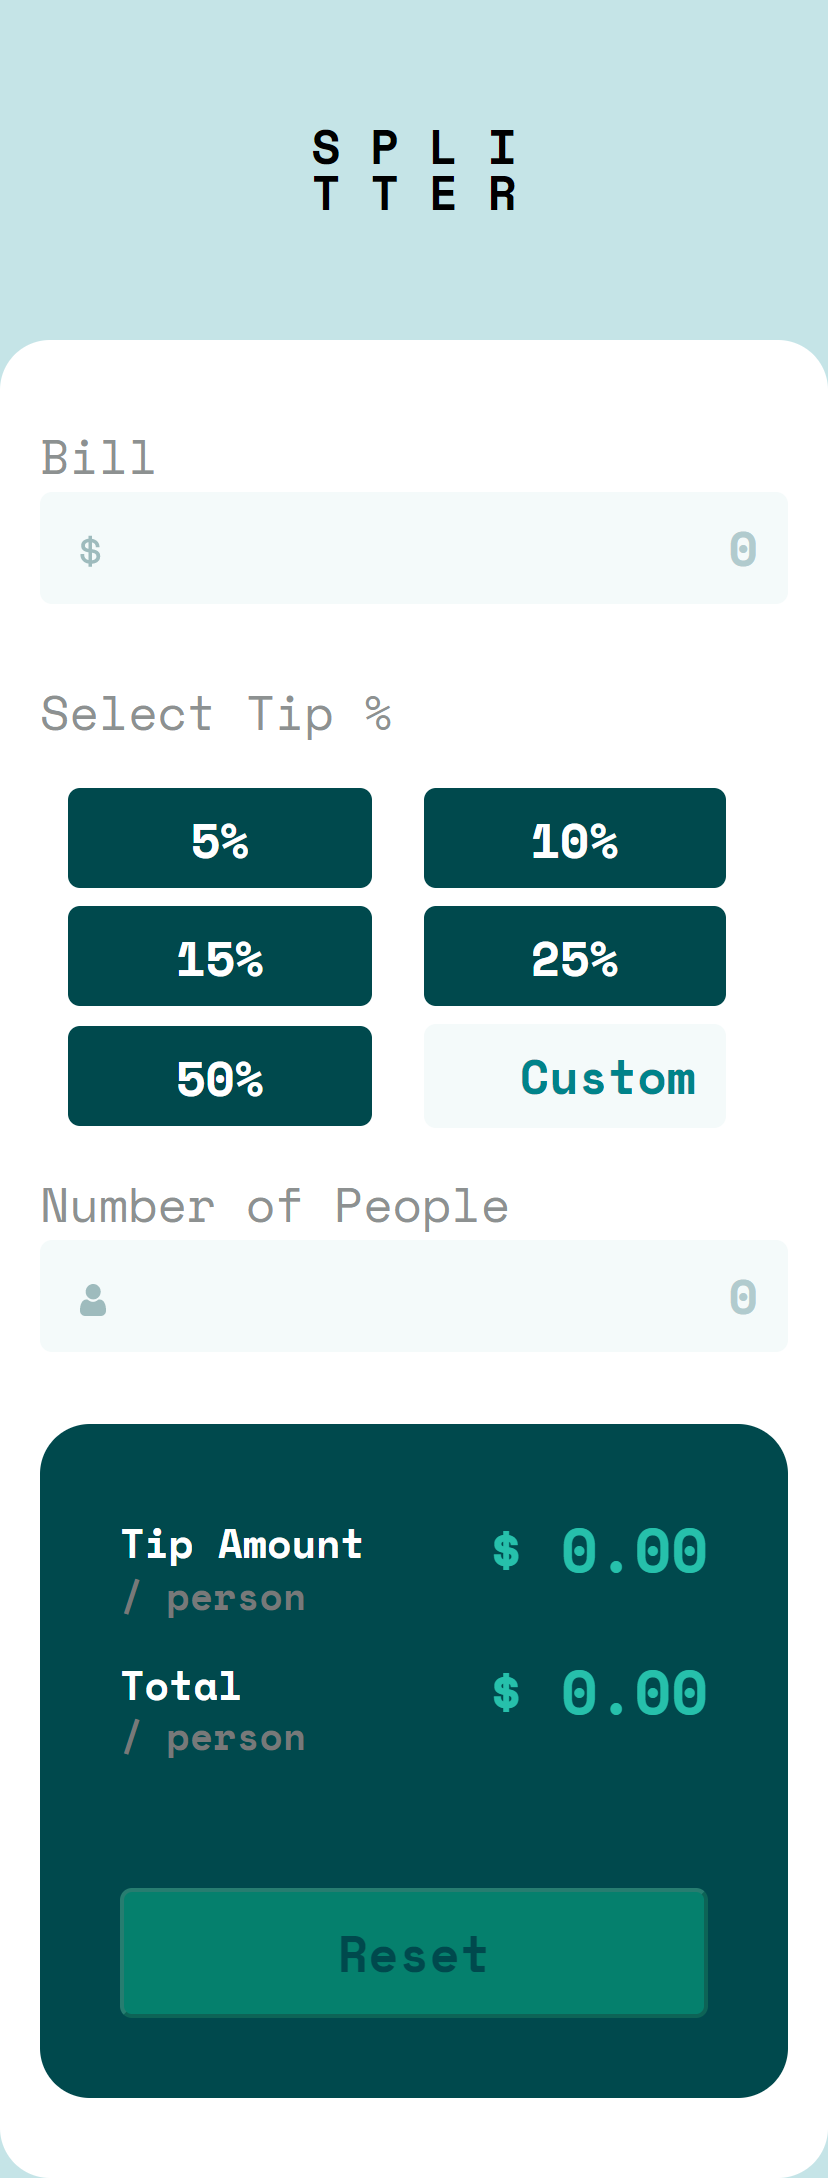 S P L I
T T E R
Bill
$ 0
Select Tip %
5% 10%
15% 25%
50% Custom
Number of People
0
Tip Amount $ 0.00
/ person
Total $ 0.00
/ person
Reset